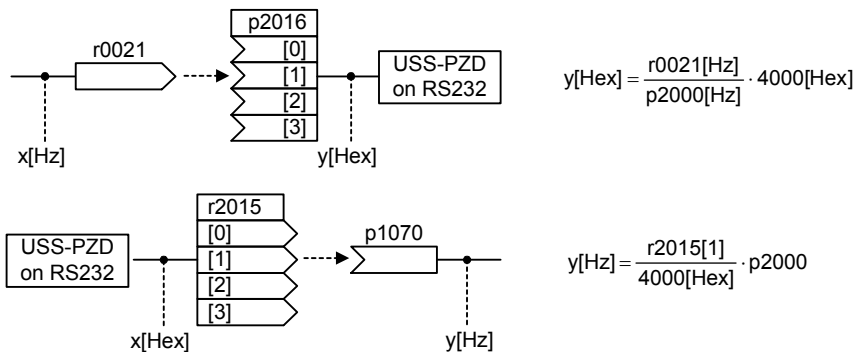 r0021
p2016
[0]
[1]
[2]
[3]
USS-PZD
on RS232
x[Hz]
y[Hex]
y[Hex] = r0021[Hz] / p2000[Hz] · 4000[Hex]
USS-PZD
on RS232
r2015
[0]
[1]
[2]
[3]
p1070
x[Hex]
y[Hz]
y[Hz] = r2015[1] / 4000[Hex] · p2000